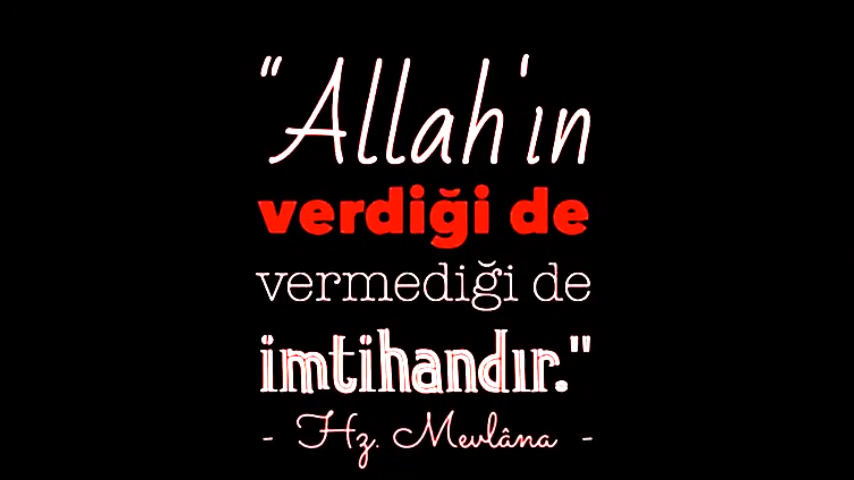 “Allah'ın
verdiği de
vermediği de
imtihandır."
- Hz. Mevlâna -